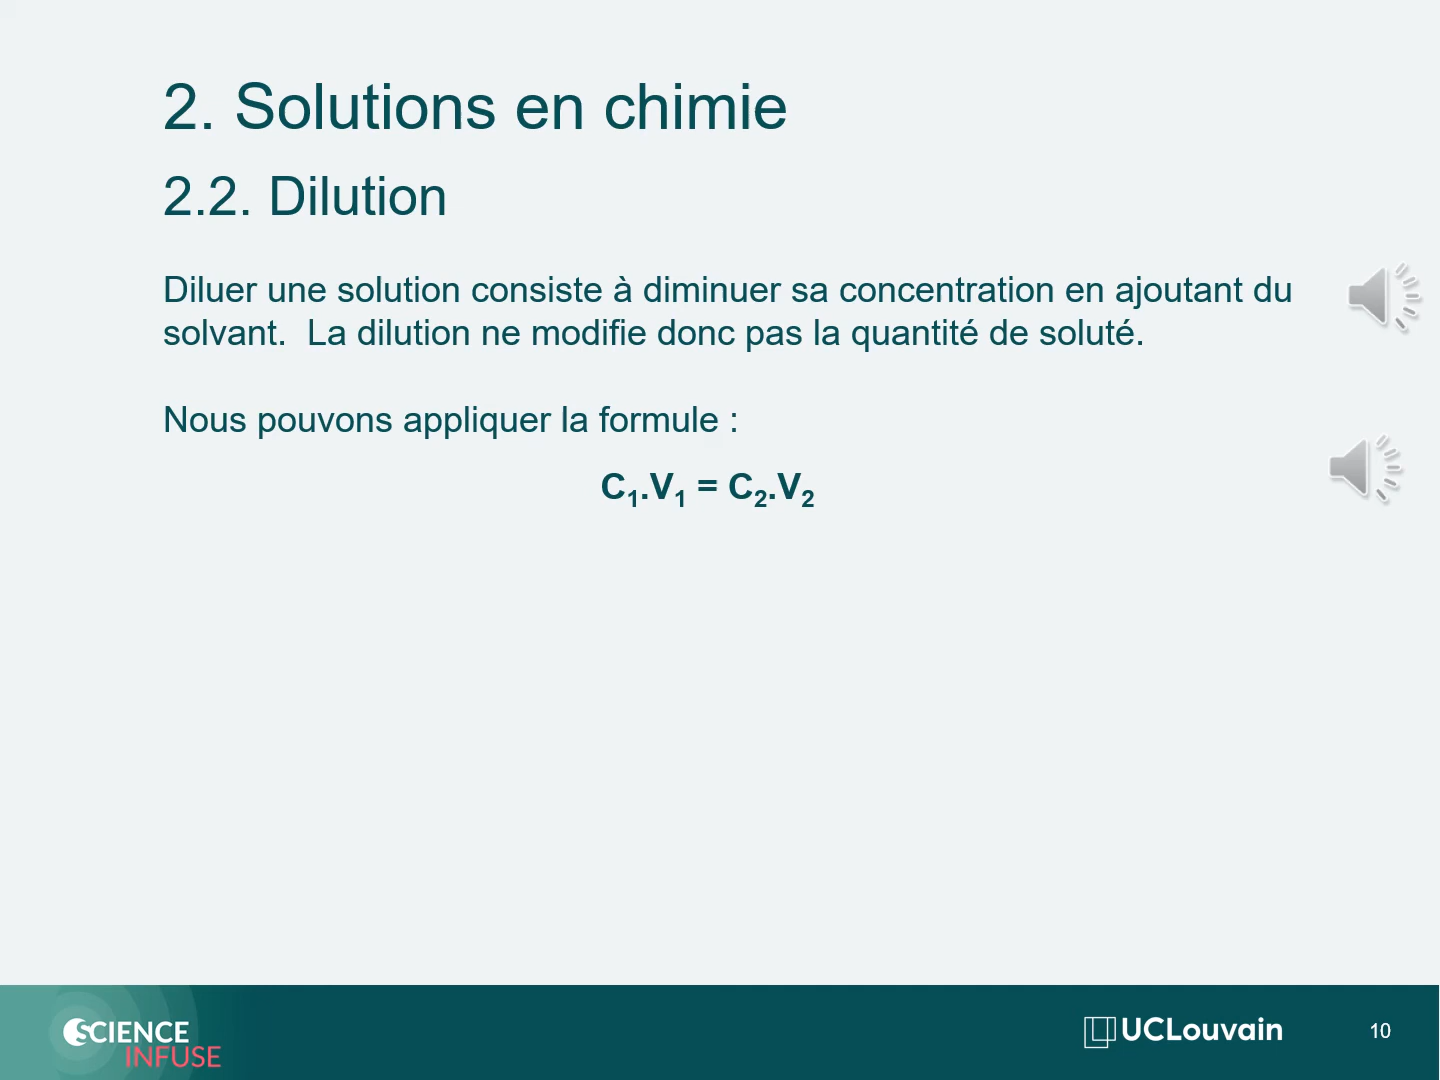 2. Solutions en chimie
2.2. Dilution
Diluer une solution consiste à diminuer sa concentration en ajoutant du
solvant.  La dilution ne modifie donc pas la quantité de soluté.
Nous pouvons appliquer la formule :
C₁.V₁ = C₂.V₂
SCIENCE
INFUSE
UCLouvain
10